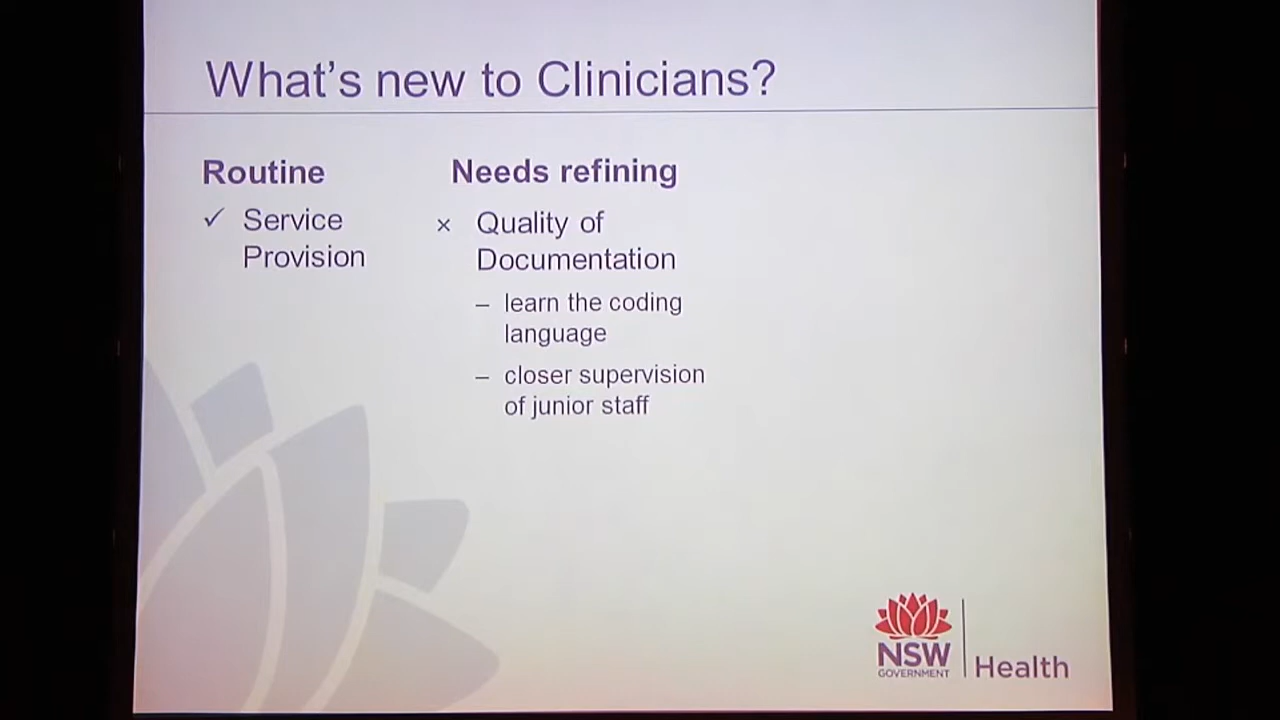 What's new to Clinicians?
Routine
✓ Service
Provision
Needs refining
× Quality of
Documentation
– learn the coding
language
– closer supervision
of junior staff
NSW
GOVERNMENT
Health